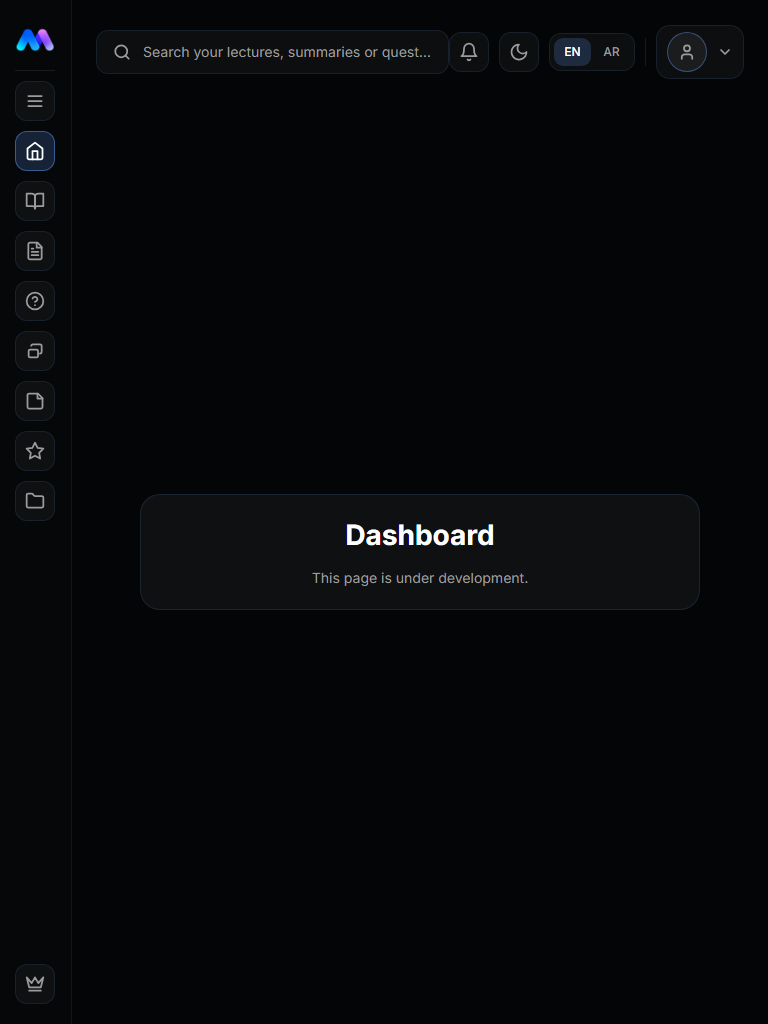 Search your lectures, summaries or quest...
EN
AR
Dashboard
This page is under development.